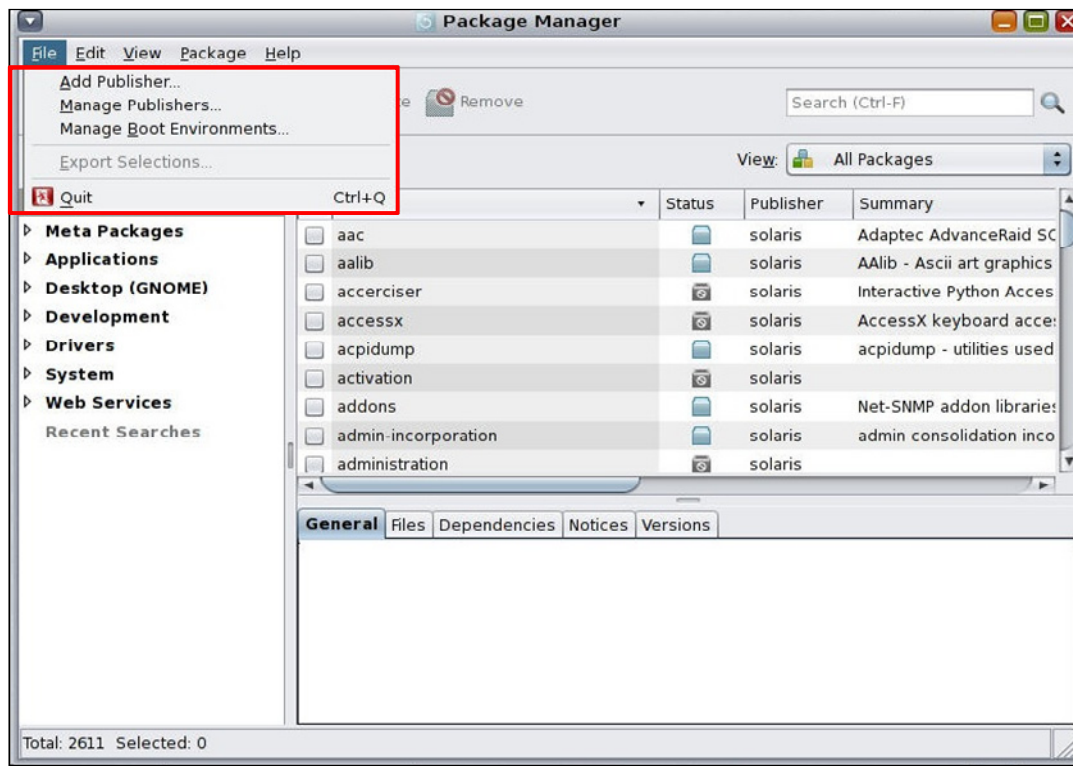 Package Manager
File Edit View Package Help
Add Publisher...
Manage Publishers...
Manage Boot Environments...
Export Selections...
Quit Ctrl+Q
Remove
Search (Ctrl-F)
View: All Packages
Status Publisher Summary
Meta Packages
Applications
Desktop (GNOME)
Development
Drivers
System
Web Services
Recent Searches
aac solaris Adaptec AdvanceRaid SC
aalib solaris AAlib - Ascii art graphics
accerciser solaris Interactive Python Acces
accessx solaris AccessX keyboard acce
acpidump solaris acpidump - utilities used
activation solaris
addons solaris Net-SNMP addon libraries
admin-incorporation solaris admin consolidation inco
administration solaris
General Files Dependencies Notices Versions
Total: 2611 Selected: 0